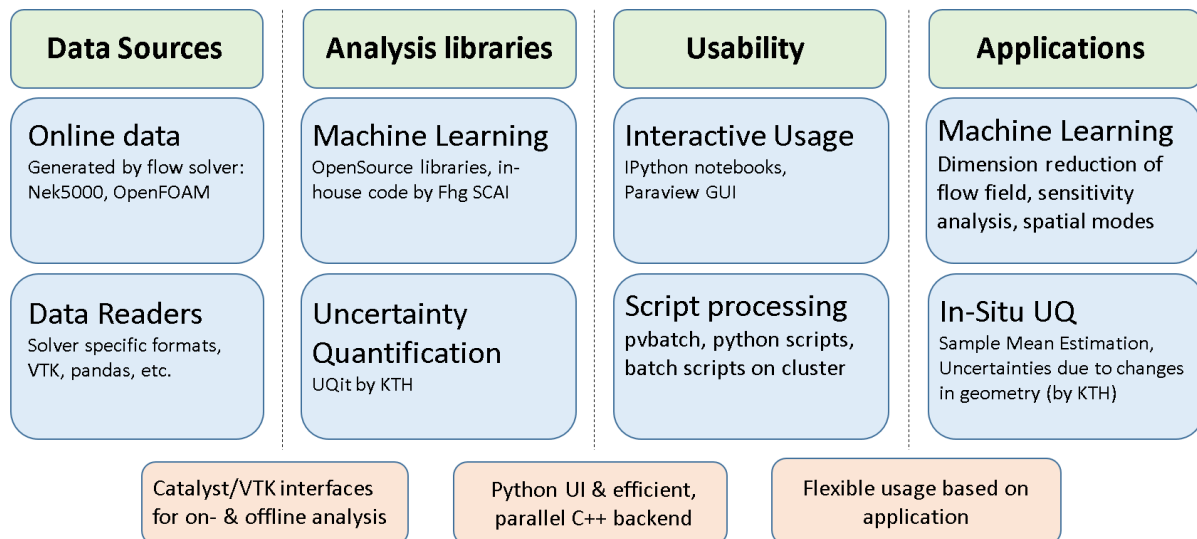 Data Sources
Analysis libraries
Usability
Applications
Online data
Generated by flow solver:
Nek5000, OpenFOAM
Machine Learning
OpenSource libraries, in-
house code by Fhg SCAI
Interactive Usage
IPython notebooks,
Paraview GUI
Machine Learning
Dimension reduction of
flow field, sensitivity
analysis, spatial modes
Data Readers
Solver specific formats,
VTK, pandas, etc.
Uncertainty
Quantification
UQit by KTH
Script processing
pvbatch, python scripts,
batch scripts on cluster
In-Situ UQ
Sample Mean Estimation,
Uncertainties due to changes
in geometry (by KTH)
Catalyst/VTK interfaces
for on- & offline analysis
Python UI & efficient,
parallel C++ backend
Flexible usage based on
application